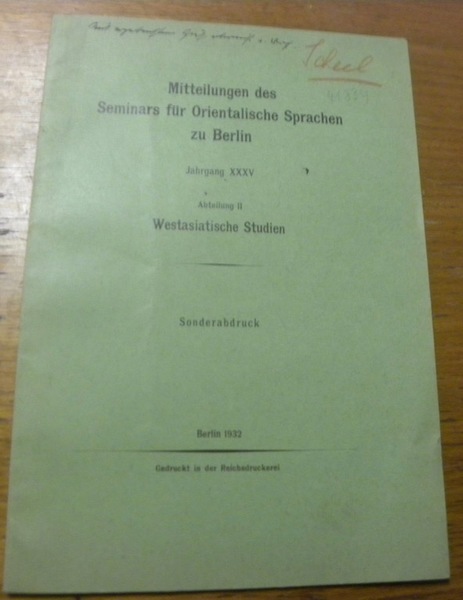 Scheel
Mitteilungen des
Seminars für Orientalische Sprachen
zu Berlin
Jahrgang XXXV
Abteilung II
Westasiatische Studien
Sonderabdruck
Berlin 1932
Gedruckt in der Reichsdruckerei